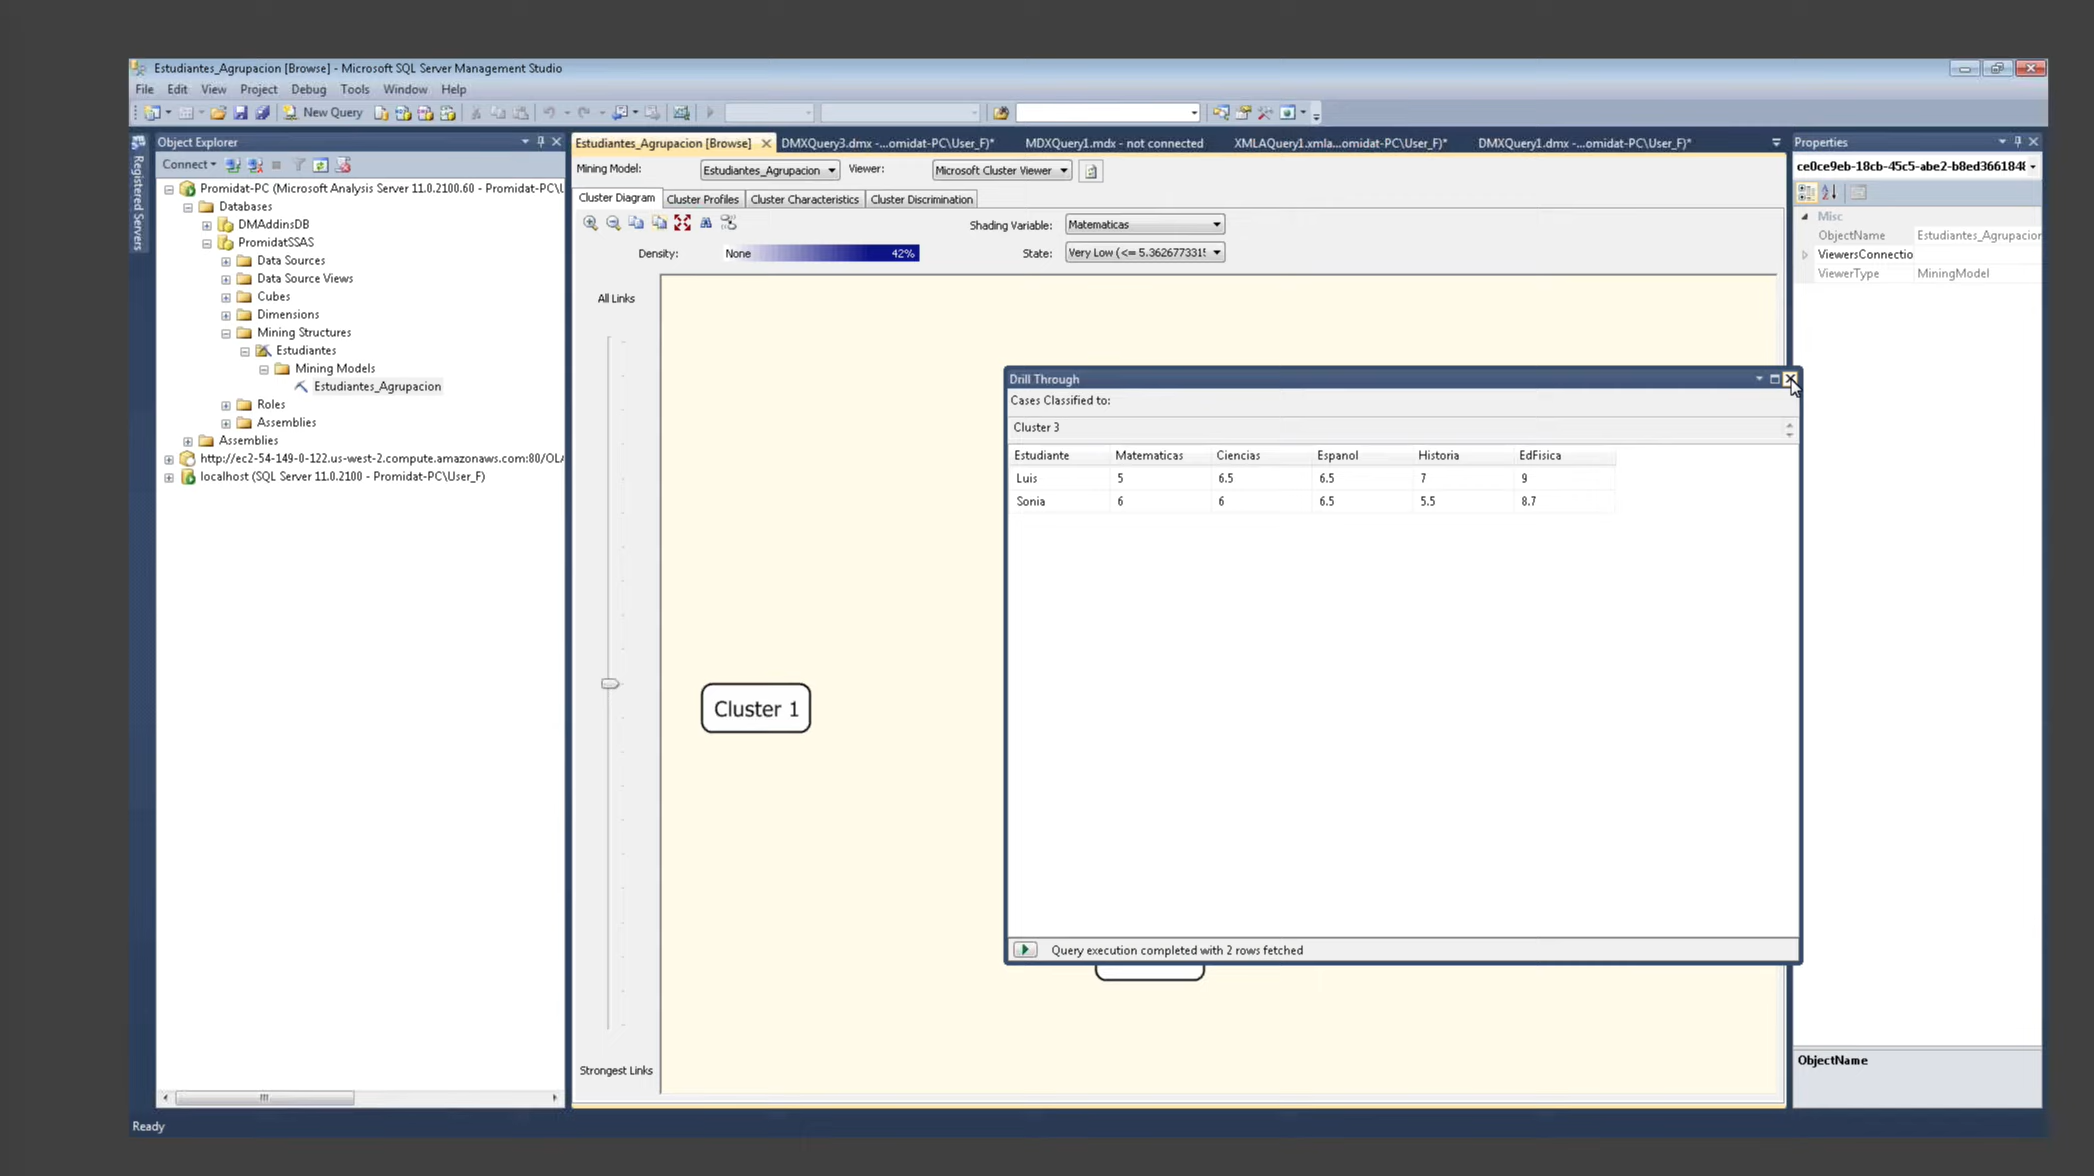 Estudiantes_Agrupacion [Browse] - Microsoft SQL Server Management Studio
File Edit View Project Debug Tools Window Help
New Query
Registered Servers
Object Explorer
Connect
Promidat-PC (Microsoft Analysis Server 11.0.2100.60 - Promidat-PC\U
Databases
DMAddinsDB
PromidatSSAS
Data Sources
Data Source Views
Cubes
Dimensions
Mining Structures
Estudiantes
Mining Models
Estudiantes_Agrupacion
Roles
Assemblies
Assemblies
http://ec2-54-149-0-122.us-west-2.compute.amazonaws.com:80/OLA
localhost (SQL Server 11.0.2100 - Promidat-PC\User_F)
Estudiantes_Agrupacion [Browse] DMXQuery3.dmx -...omidat-PC\User_F)* MDXQuery1.mdx - not connected XMLAQuery1.xmla...omidat-PC\User_F)* DMXQuery1.dmx -...omidat-PC\User_F)*
Mining Model: Estudiantes_Agrupacion Viewer: Microsoft Cluster Viewer
Cluster Diagram Cluster Profiles Cluster Characteristics Cluster Discrimination
Shading Variable: Matematicas
Density: None 42% State: Very Low (<= 5.3626773315
All Links
Cluster 1
Strongest Links
Drill Through
Cases Classified to:
Cluster 3
Estudiante Matematicas Ciencias Espanol Historia EdFisica
Luis 5 6.5 6.5 7 9
Sonia 6 6 6.5 5.5 8.7
Query execution completed with 2 rows fetched
Properties
ce0ce9eb-18cb-45c5-abe2-b8ed3661848
Misc
ObjectName Estudiantes_Agrupacion
ViewersConnectio
ViewerType MiningModel
ObjectName
Ready